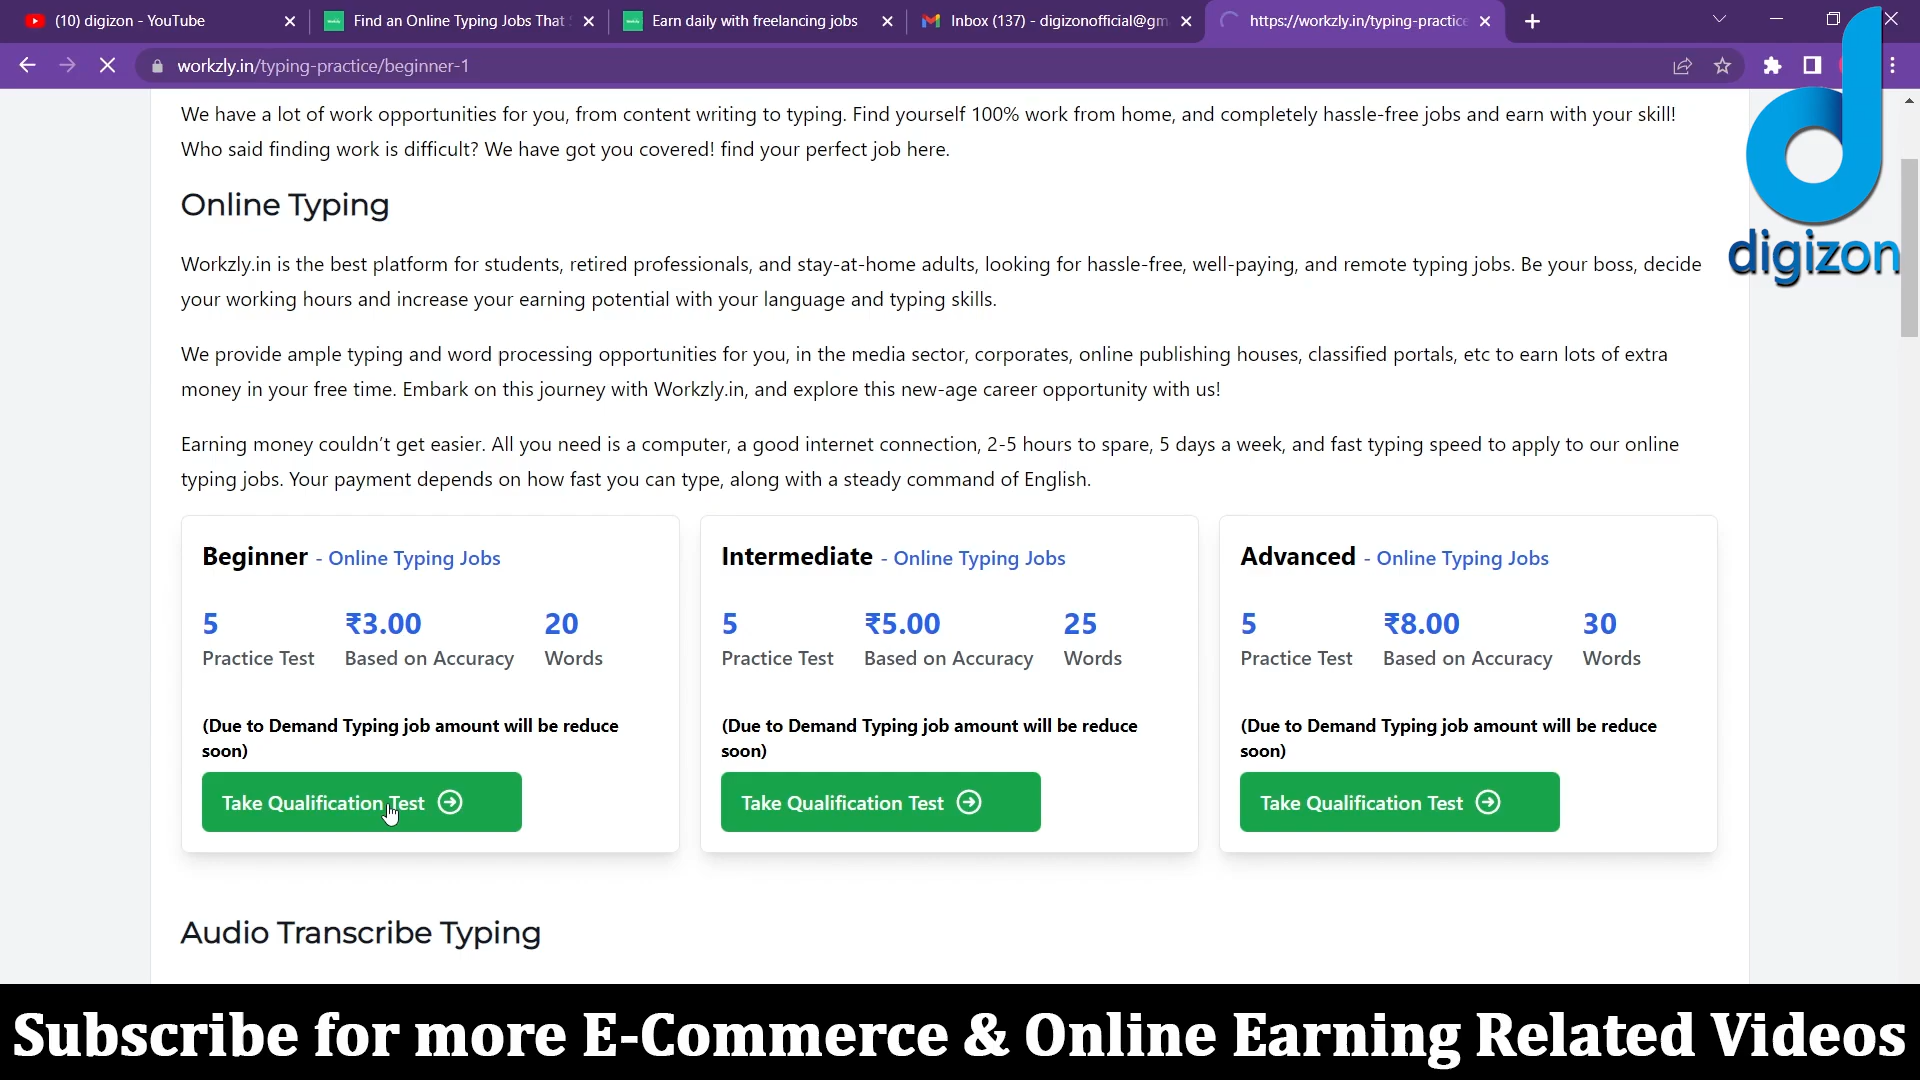 (10) digizon - YouTube
Find an Online Typing Jobs That
Earn daily with freelancing jobs
Inbox (137) - digizonofficial@gm
https://workzly.in/typing-practice
workzly.in/typing-practice/beginner-1
We have a lot of work opportunities for you, from content writing to typing. Find yourself 100% work from home, and completely hassle-free jobs and earn with your skill!
Who said finding work is difficult? We have got you covered! find your perfect job here.
digizon
Online Typing
Workzly.in is the best platform for students, retired professionals, and stay-at-home adults, looking for hassle-free, well-paying, and remote typing jobs. Be your boss, decide
your working hours and increase your earning potential with your language and typing skills.
We provide ample typing and word processing opportunities for you, in the media sector, corporates, online publishing houses, classified portals, etc to earn lots of extra
money in your free time. Embark on this journey with Workzly.in, and explore this new-age career opportunity with us!
Earning money couldn’t get easier. All you need is a computer, a good internet connection, 2-5 hours to spare, 5 days a week, and fast typing speed to apply to our online
typing jobs. Your payment depends on how fast you can type, along with a steady command of English.
Beginner - Online Typing Jobs
5 ₹3.00 20
Practice Test Based on Accuracy Words
(Due to Demand Typing job amount will be reduce
soon)
Take Qualification Test
Intermediate - Online Typing Jobs
5 ₹5.00 25
Practice Test Based on Accuracy Words
(Due to Demand Typing job amount will be reduce
soon)
Take Qualification Test
Advanced - Online Typing Jobs
5 ₹8.00 30
Practice Test Based on Accuracy Words
(Due to Demand Typing job amount will be reduce
soon)
Take Qualification Test
Audio Transcribe Typing
Subscribe for more E-Commerce & Online Earning Related Videos